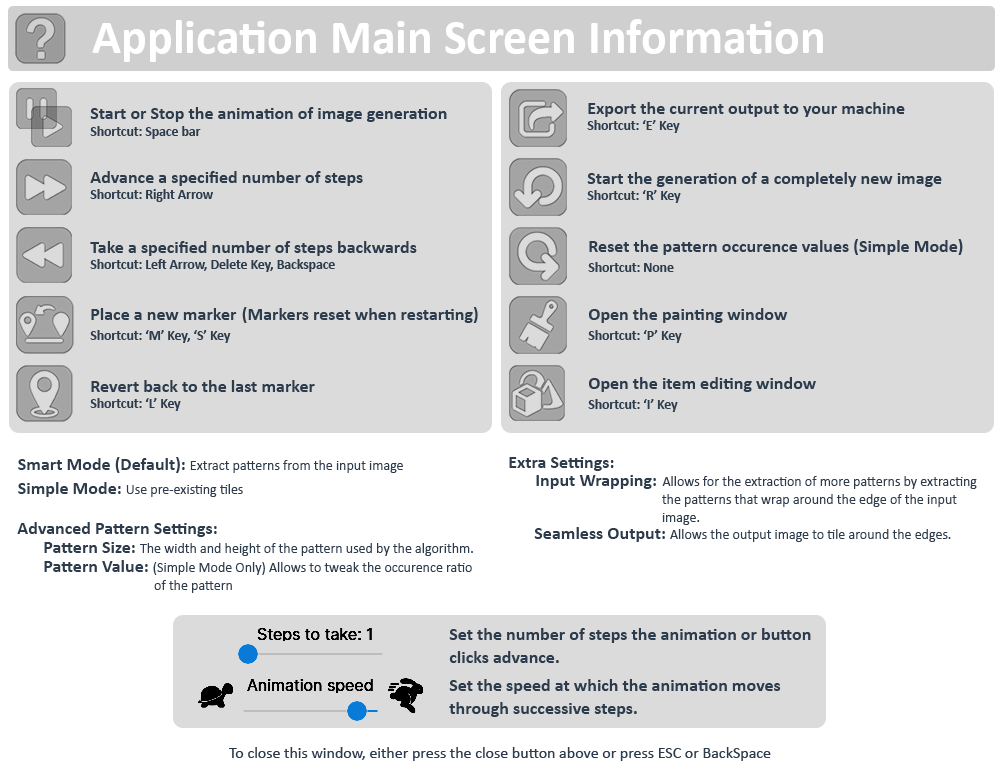 Application Main Screen Information
Start or Stop the animation of image generation
Shortcut: Space bar
Advance a specified number of steps
Shortcut: Right Arrow
Take a specified number of steps backwards
Shortcut: Left Arrow, Delete Key, Backspace
Place a new marker (Markers reset when restarting)
Shortcut: ‘M’ Key, ‘S’ Key
Revert back to the last marker
Shortcut: ‘L’ Key
Export the current output to your machine
Shortcut: ‘E’ Key
Start the generation of a completely new image
Shortcut: ‘R’ Key
Reset the pattern occurence values (Simple Mode)
Shortcut: None
Open the painting window
Shortcut: ‘P’ Key
Open the item editing window
Shortcut: ‘I’ Key
Smart Mode (Default): Extract patterns from the input image
Simple Mode: Use pre-existing tiles
Advanced Pattern Settings:
Pattern Size: The width and height of the pattern used by the algorithm.
Pattern Value: (Simple Mode Only) Allows to tweak the occurence ratio
of the pattern
Extra Settings:
Input Wrapping: Allows for the extraction of more patterns by extracting
the patterns that wrap around the edge of the input
image.
Seamless Output: Allows the output image to tile around the edges.
Steps to take: 1
Set the number of steps the animation or button
clicks advance.
Animation speed
Set the speed at which the animation moves
through successive steps.
To close this window, either press the close button above or press ESC or BackSpace